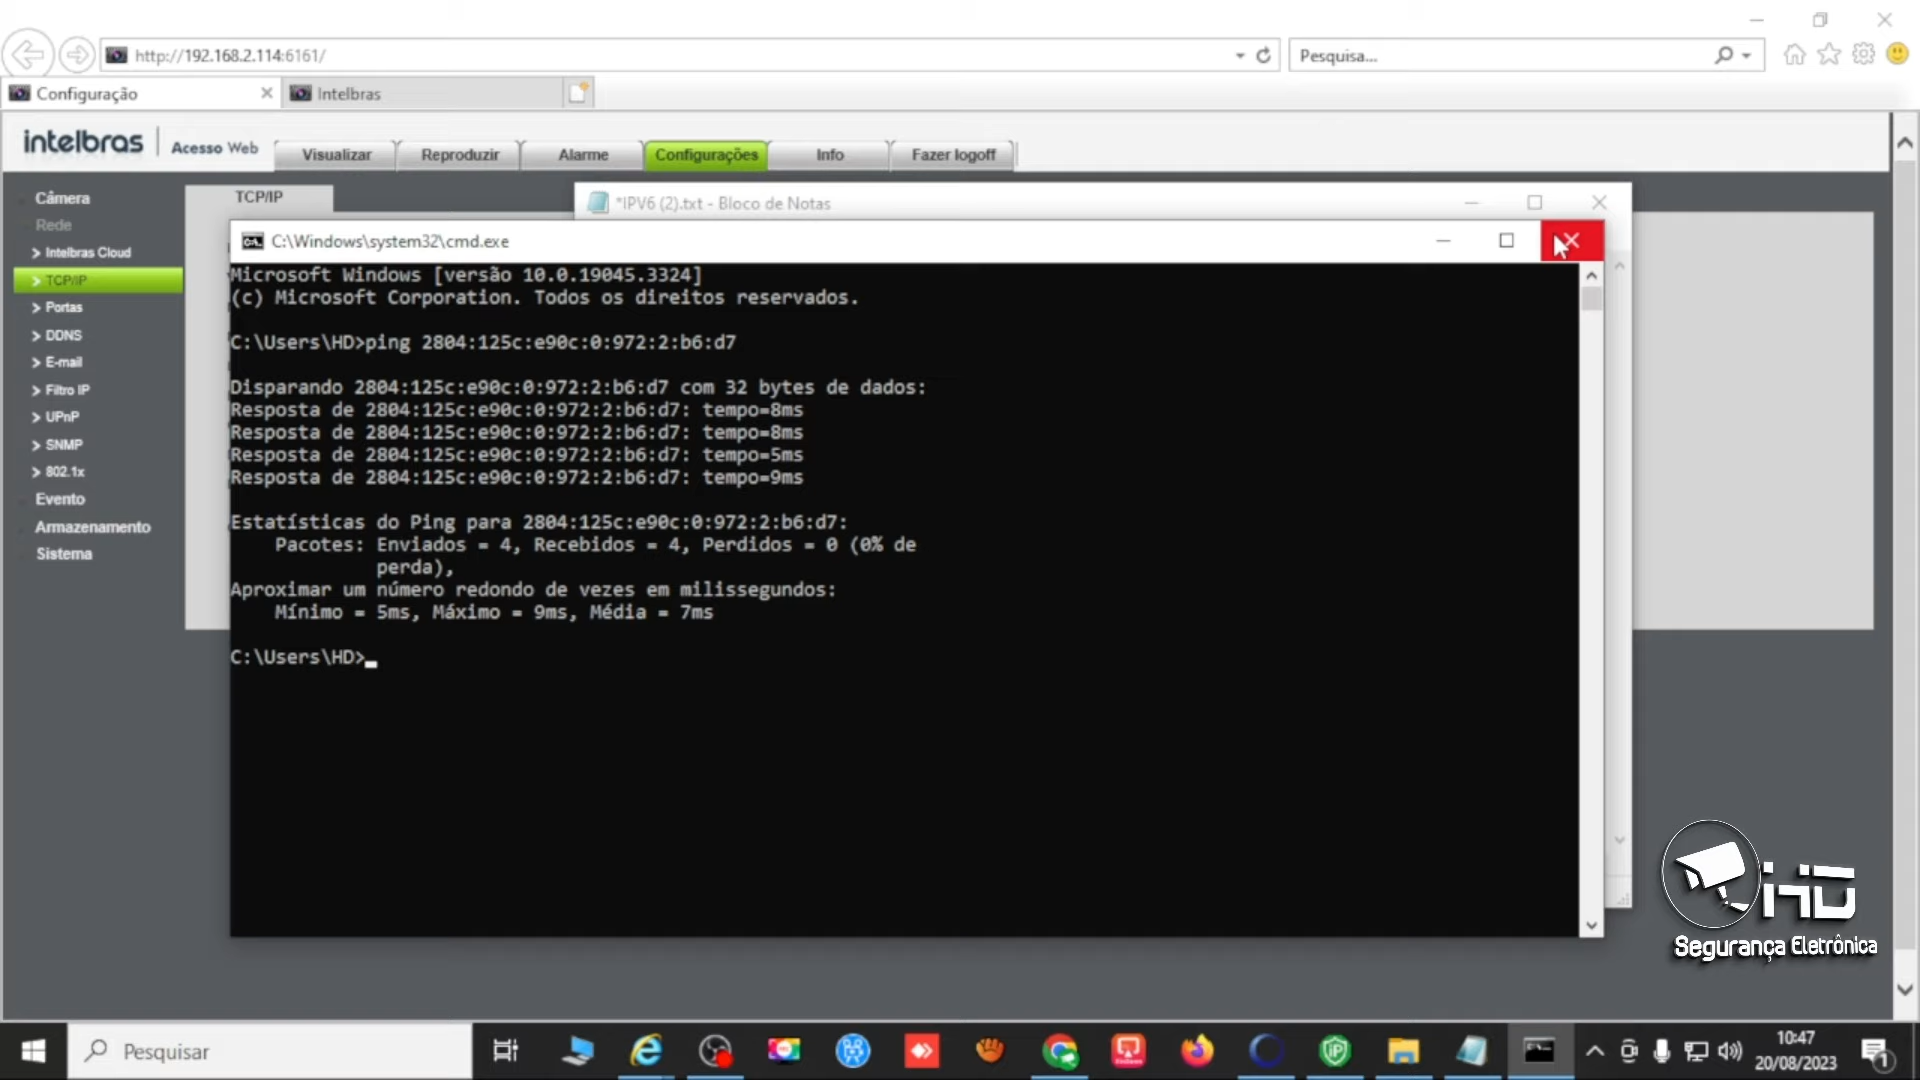 http://192.168.2.114:6161/
Pesquisa...
Configuração
Intelbras
intelbras
Acesso Web
Visualizar
Reproduzir
Alarme
Configurações
Info
Fazer logoff
Câmera
Rede
> Intelbras Cloud
> TCP/IP
> Portas
> DDNS
> E-mail
> Filtro IP
> UPnP
> SNMP
> 802.1x
Evento
Armazenamento
Sistema
TCP/IP
*IPV6 (2).txt - Bloco de Notas
C:\Windows\system32\cmd.exe
Microsoft Windows [versão 10.0.19045.3324]
(c) Microsoft Corporation. Todos os direitos reservados.
C:\Users\HD>ping 2804:125c:e90c:0:972:2:b6:d7
Disparando 2804:125c:e90c:0:972:2:b6:d7 com 32 bytes de dados:
Resposta de 2804:125c:e90c:0:972:2:b6:d7: tempo=8ms
Resposta de 2804:125c:e90c:0:972:2:b6:d7: tempo=8ms
Resposta de 2804:125c:e90c:0:972:2:b6:d7: tempo=5ms
Resposta de 2804:125c:e90c:0:972:2:b6:d7: tempo=9ms
Estatísticas do Ping para 2804:125c:e90c:0:972:2:b6:d7:
Pacotes: Enviados = 4, Recebidos = 4, Perdidos = 0 (0% de
perda),
Aproximar um número redondo de vezes em milissegundos:
Mínimo = 5ms, Máximo = 9ms, Média = 7ms
C:\Users\HD>
HD
Segurança Eletrônica
Pesquisar
10:47
20/08/2023
1